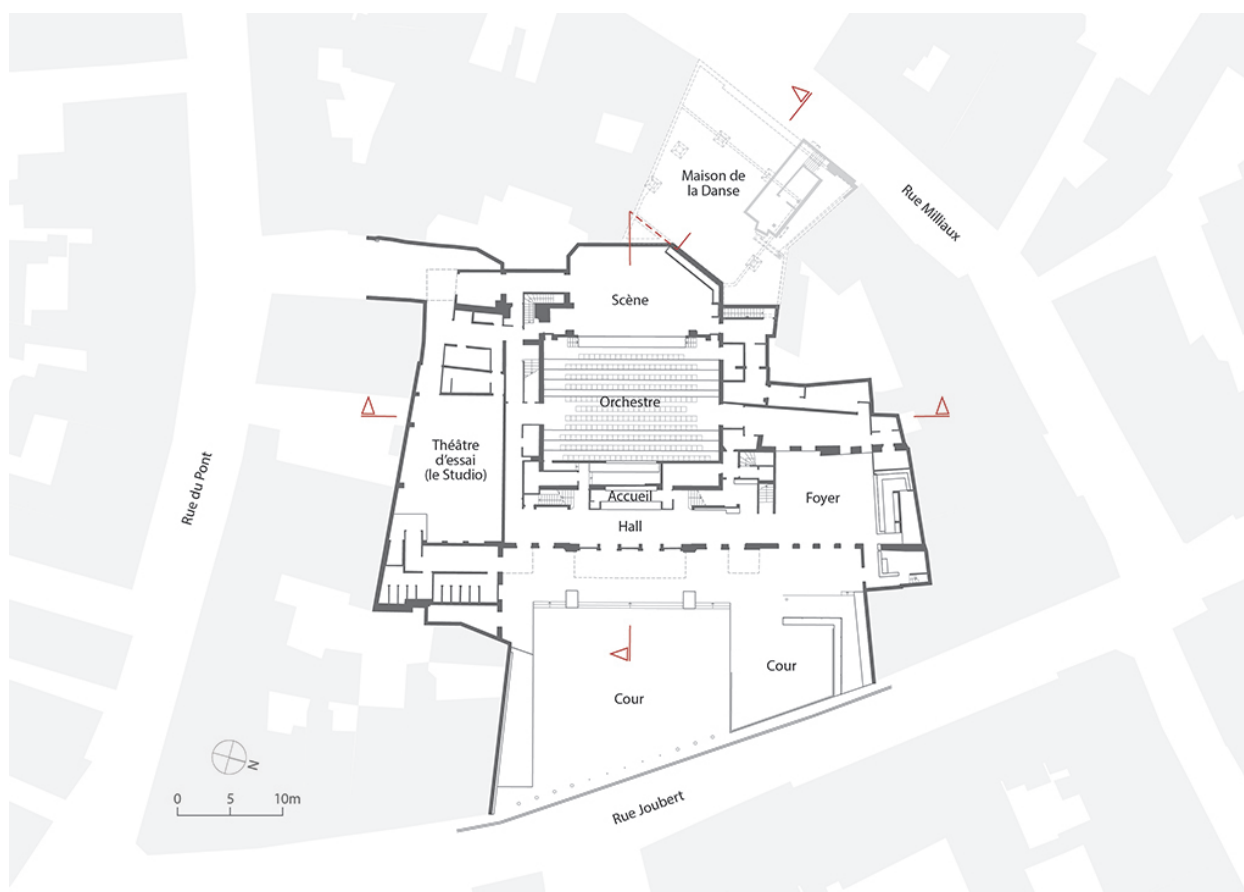 Maison de
la Danse
Rue Milliaux
Scène
Orchestre
Théâtre
d'essai
(le Studio)
Rue du Pont
Accueil
Foyer
Hall
Cour
Cour
N
0 5 10m
Rue Joubert